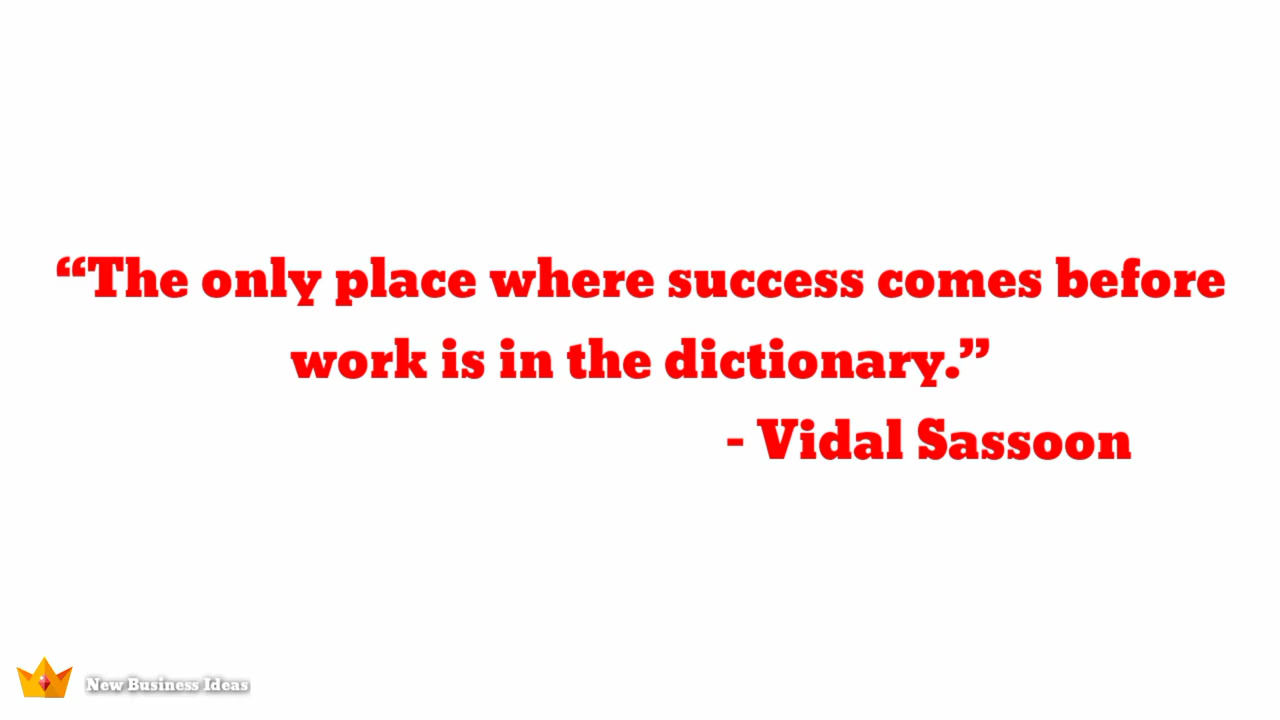 “The only place where success comes before
work is in the dictionary.”
- Vidal Sassoon
New Business Ideas